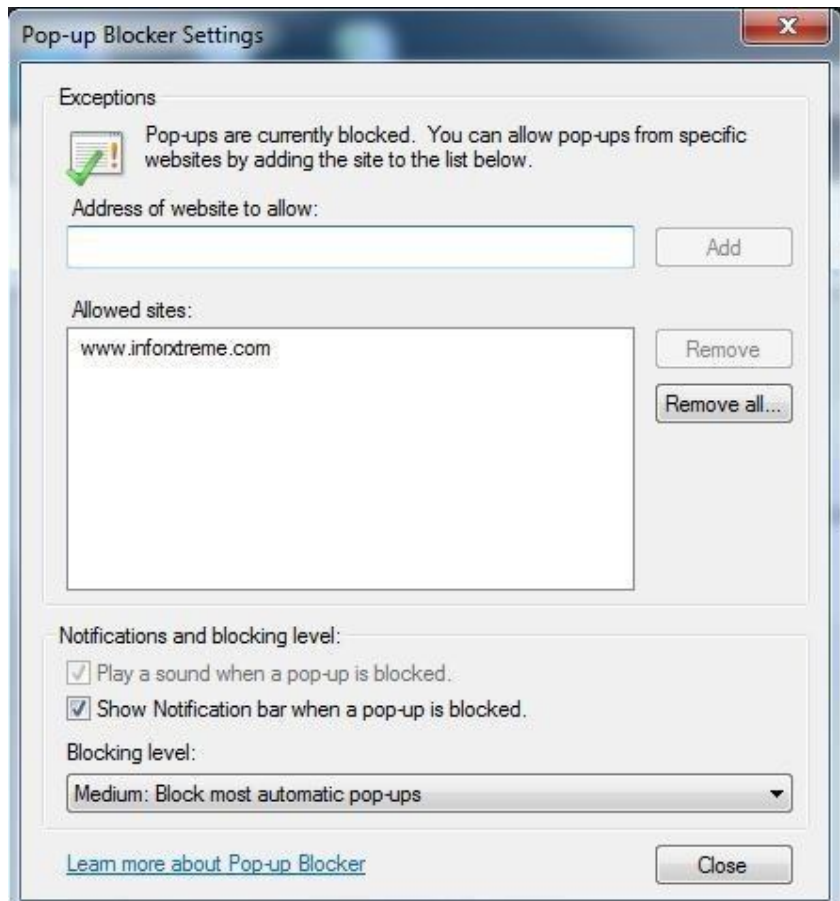 Pop-up Blocker Settings
Exceptions
Pop-ups are currently blocked. You can allow pop-ups from specific
websites by adding the site to the list below.
Address of website to allow:
Add
Allowed sites:
www.inforxtreme.com
Remove
Remove all...
Notifications and blocking level:
Play a sound when a pop-up is blocked.
Show Notification bar when a pop-up is blocked.
Blocking level:
Medium: Block most automatic pop-ups
Learn more about Pop-up Blocker
Close